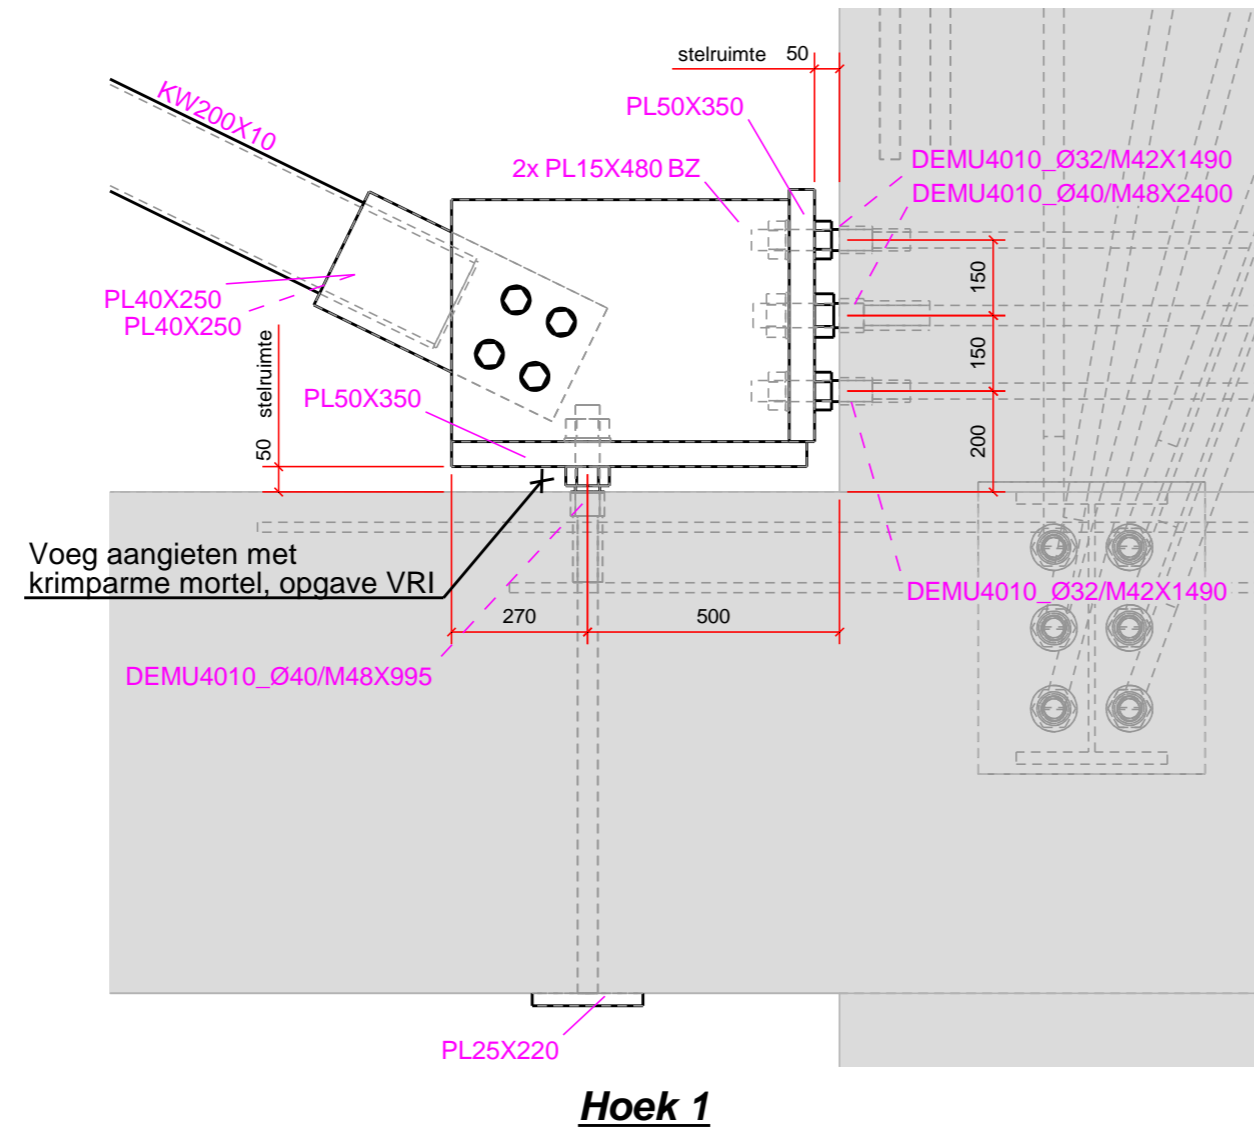 stelruimte 50
KW200X10
PL50X350
2x PL15X480 BZ
DEMU4010_Ø32/M42X1490
DEMU4010_Ø40/M48X2400
PL40X250
PL40X250
150
150
200
50 stelruimte
PL50X350
Voeg aangieten met
krimparme mortel, opgave VRI
270
500
DEMU4010_Ø32/M42X1490
DEMU4010_Ø40/M48X995
PL25X220
Hoek 1